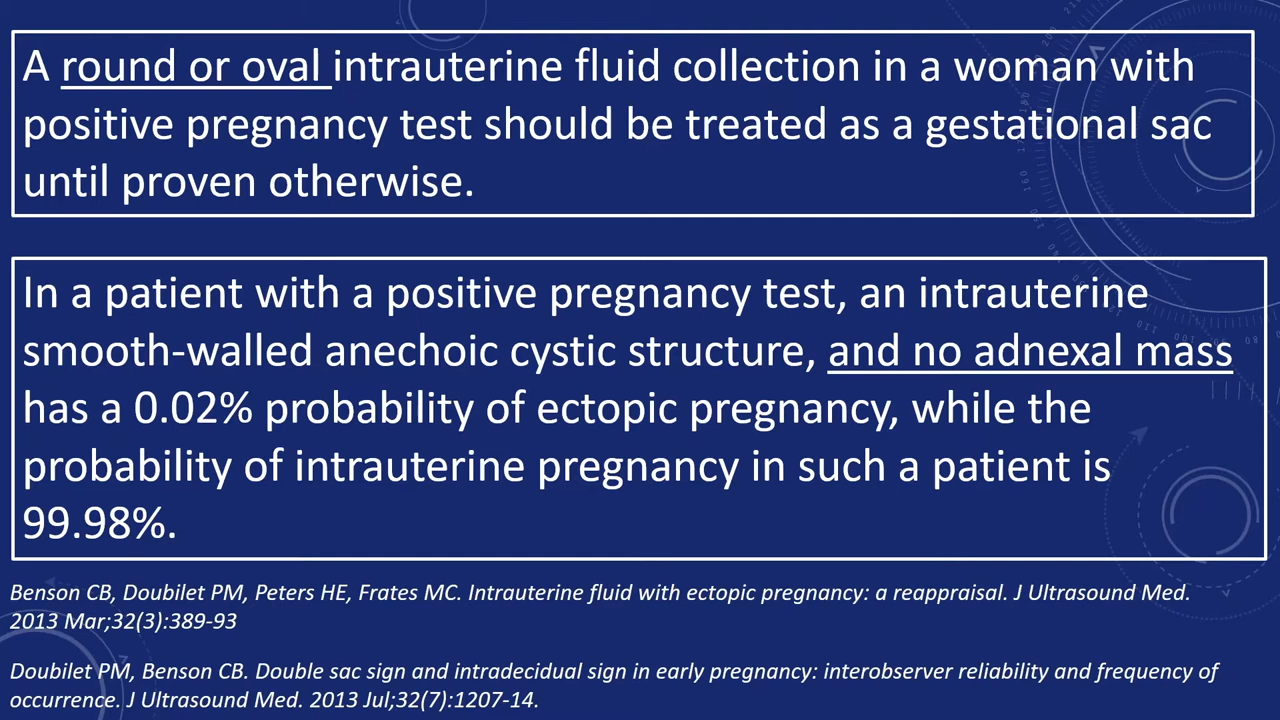 A round or oval intrauterine fluid collection in a woman with
positive pregnancy test should be treated as a gestational sac
until proven otherwise.
In a patient with a positive pregnancy test, an intrauterine
smooth-walled anechoic cystic structure, and no adnexal mass
has a 0.02% probability of ectopic pregnancy, while the
probability of intrauterine pregnancy in such a patient is
99.98%.
Benson CB, Doubilet PM, Peters HE, Frates MC. Intrauterine fluid with ectopic pregnancy: a reappraisal. J Ultrasound Med.
2013 Mar;32(3):389-93
Doubilet PM, Benson CB. Double sac sign and intradecidual sign in early pregnancy: interobserver reliability and frequency of
occurrence. J Ultrasound Med. 2013 Jul;32(7):1207-14.